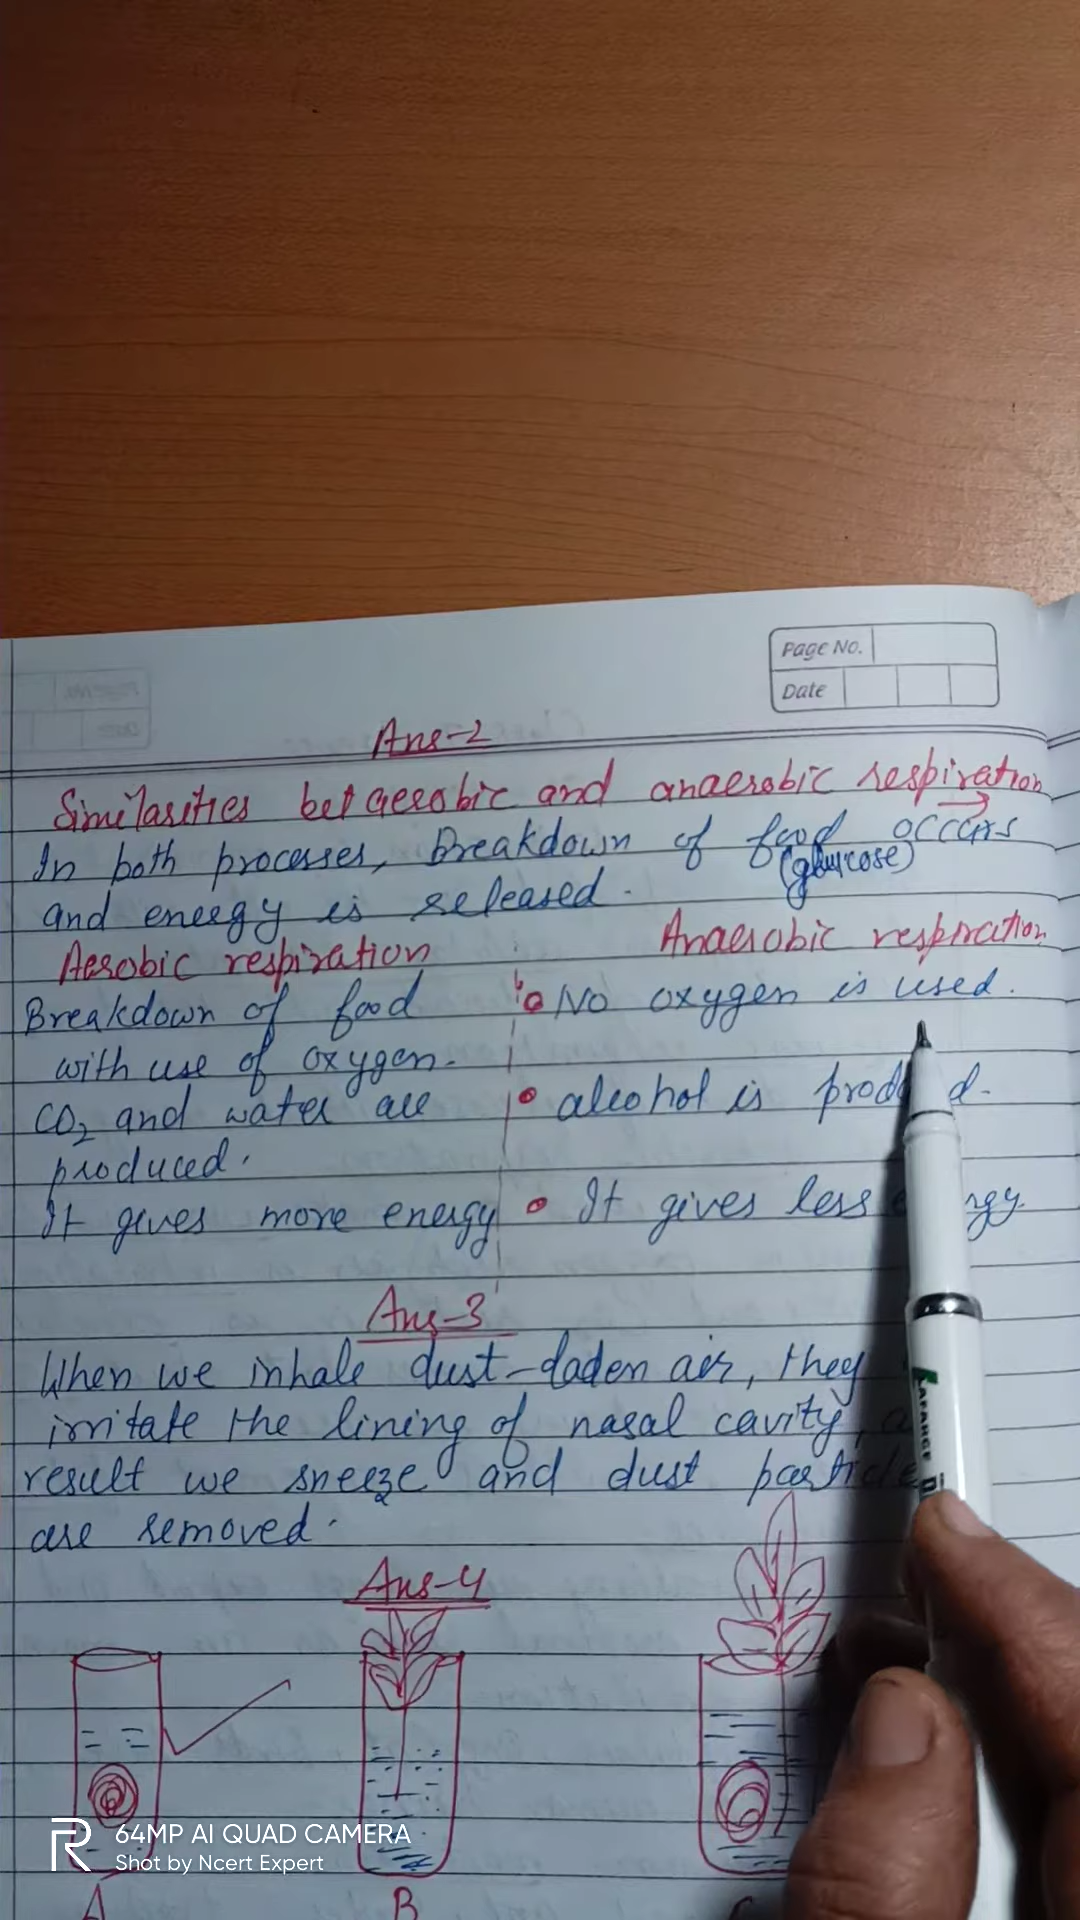 Page No.
Date
Ans-2
Similarities bet aerobic and anaerobic respiration
In both processes, Breakdown of food occurs
(glucose)
and energy is released.
Aerobic respiration
Anaerobic respiration
Breakdown of food
with use of oxygen.
CO₂ and water are
produced.
It gives more energy
No oxygen is used.
alcohol is prod d.
It gives less rgy
Ans-3
When we inhale dust-laden air, they
irritate the lining of nasal cavity, a
result we sneeze and dust particle
are removed.
Ans-4
A
B
64MP AI QUAD CAMERA
Shot by Ncert Expert